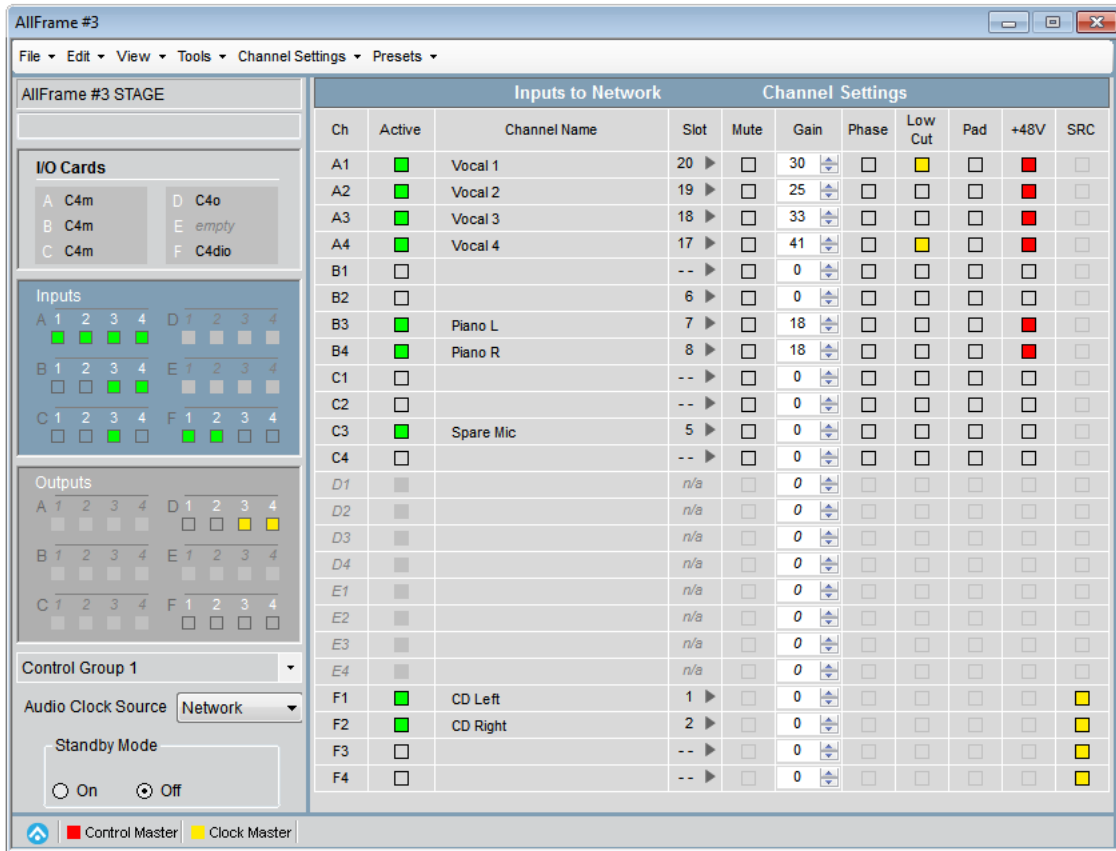 AllFrame #3
File Edit View Tools Channel Settings Presets
AllFrame #3 STAGE
I/O Cards
A C4m D C4o
B C4m E empty
C C4m F C4dio
Inputs
A 1 2 3 4 D 1 2 3 4
B 1 2 3 4 E 1 2 3 4
C 1 2 3 4 F 1 2 3 4
Outputs
A 1 2 3 4 D 1 2 3 4
B 1 2 3 4 E 1 2 3 4
C 1 2 3 4 F 1 2 3 4
Control Group 1
Audio Clock Source Network
Standby Mode
On Off
Inputs to Network Channel Settings
Ch Active Channel Name Slot Mute Gain Phase Low Cut Pad +48V SRC
A1 Vocal 1 20 30
A2 Vocal 2 19 25
A3 Vocal 3 18 33
A4 Vocal 4 17 41
B1 -- 0
B2 6 0
B3 Piano L 7 18
B4 Piano R 8 18
C1 -- 0
C2 -- 0
C3 Spare Mic 5 0
C4 -- 0
D1 n/a 0
D2 n/a 0
D3 n/a 0
D4 n/a 0
E1 n/a 0
E2 n/a 0
E3 n/a 0
E4 n/a 0
F1 CD Left 1 0
F2 CD Right 2 0
F3 -- 0
F4 -- 0
Control Master Clock Master